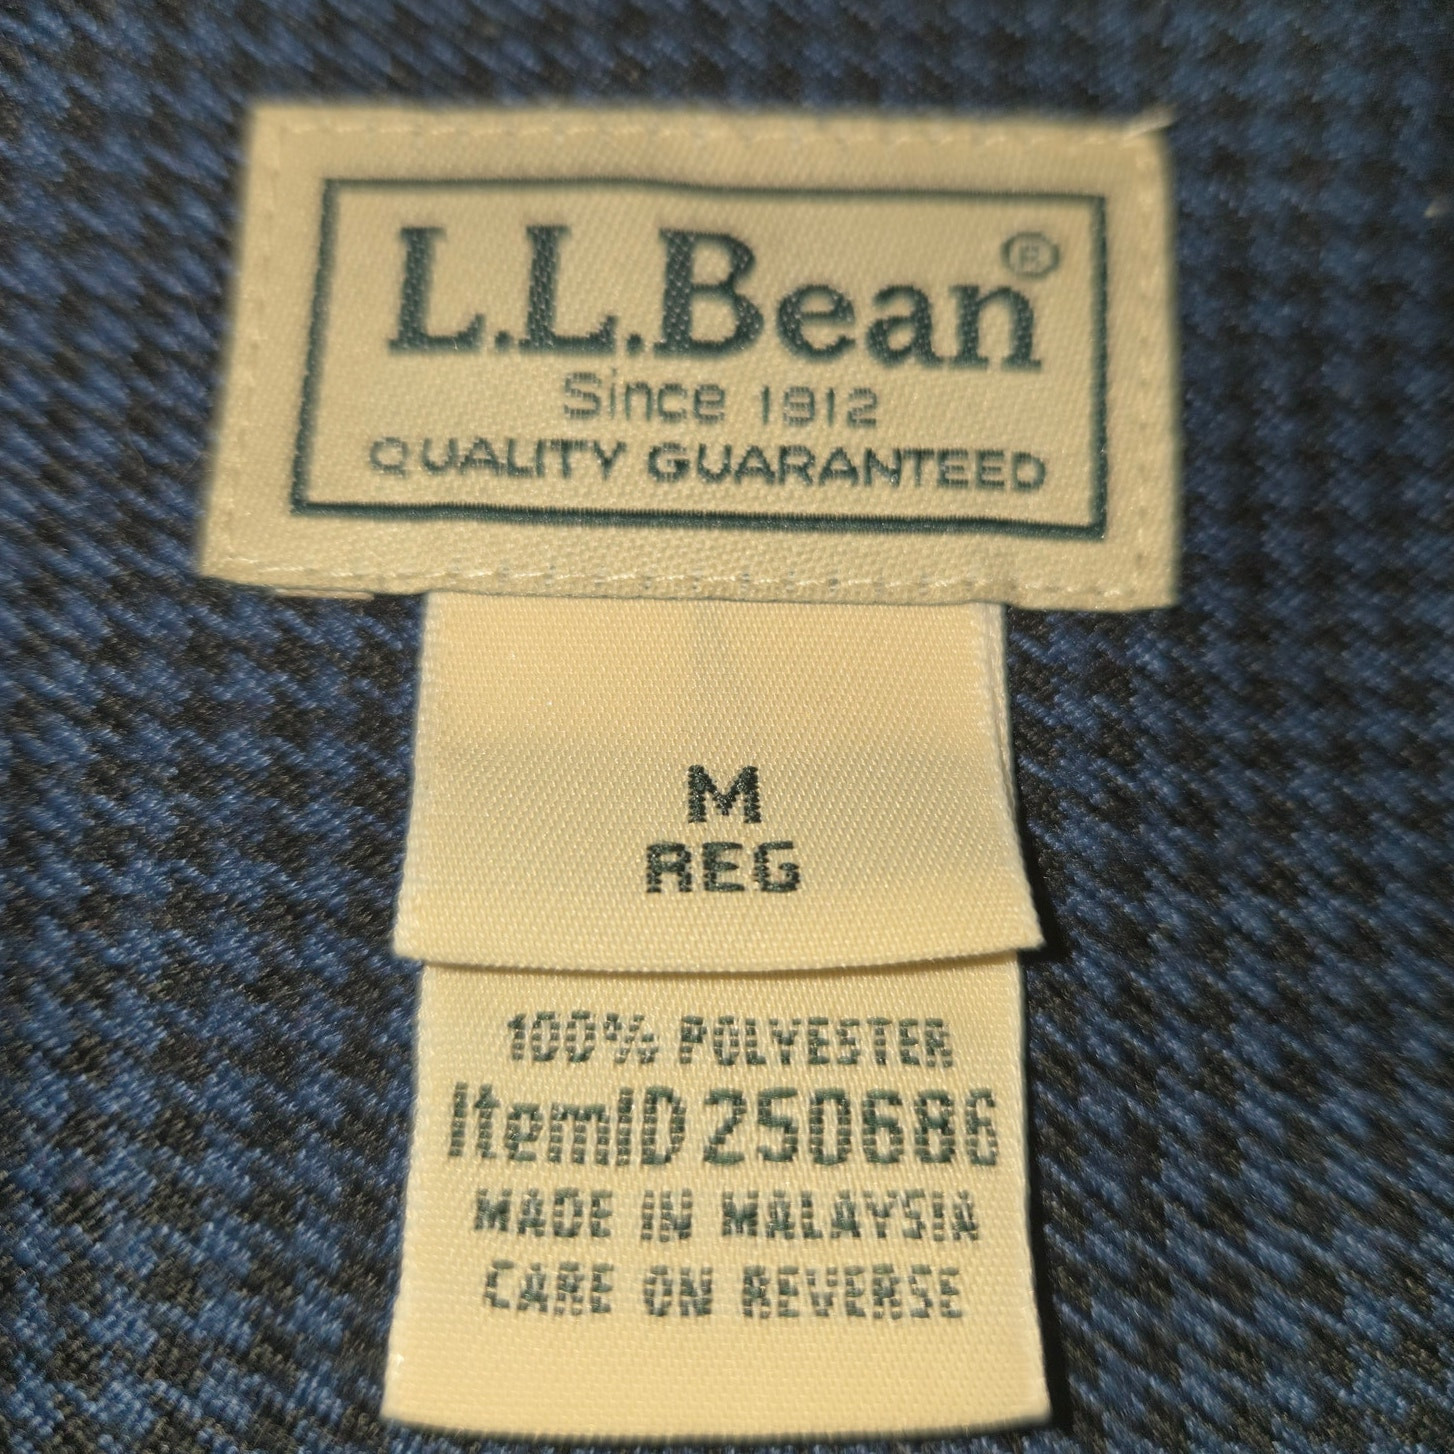 L.L.Bean®
Since 1912
QUALITY GUARANTEED
M
REG
100% POLYESTER
ItemID 250686
MADE IN MALAYSIA
CARE ON REVERSE